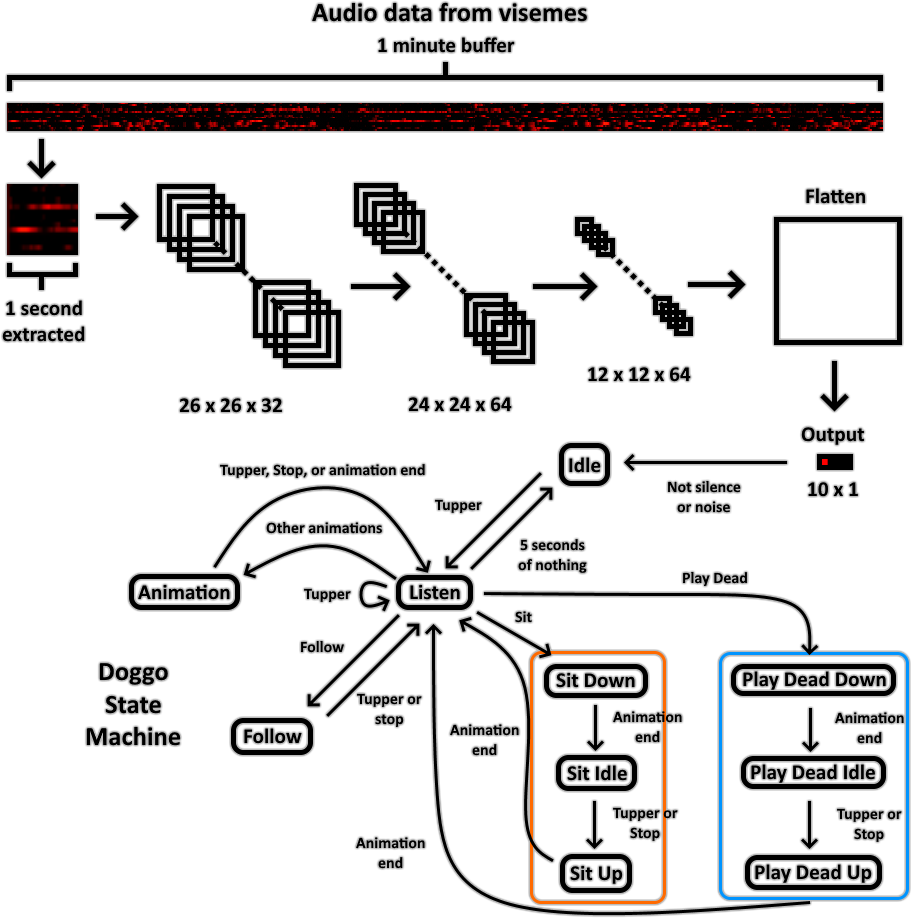 Audio data from visemes
1 minute buffer
1 second
extracted
Flatten
26 x 26 x 32
24 x 24 x 64
12 x 12 x 64
Output
10 x 1
Not silence
or noise
Idle
Tupper, Stop, or animation end
Tupper
Other animations
5 seconds
of nothing
Animation
Tupper
Listen
Play Dead
Sit
Follow
Doggo
State
Machine
Tupper or
stop
Follow
Sit Down
Play Dead Down
Animation
end
Animation
end
Animation
end
Sit Idle
Play Dead Idle
Tupper or
Stop
Tupper or
Stop
Animation
end
Sit Up
Play Dead Up